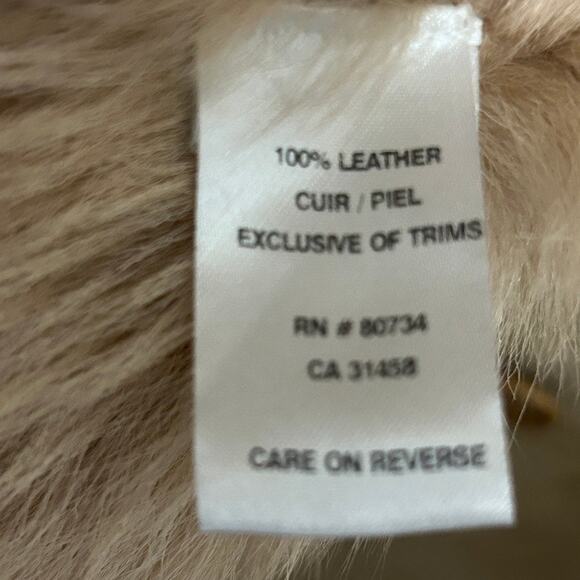 100% LEATHER
CUIR / PIEL
EXCLUSIVE OF TRIMS
RN # 80734
CA 31458
CARE ON REVERSE